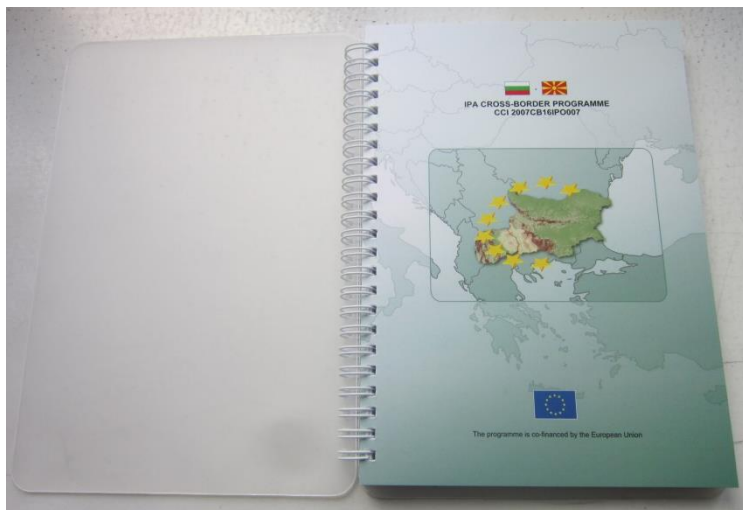 IPA CROSS-BORDER PROGRAMME
CCI 2007CB16IPO007
The programme is co-financed by the European Union